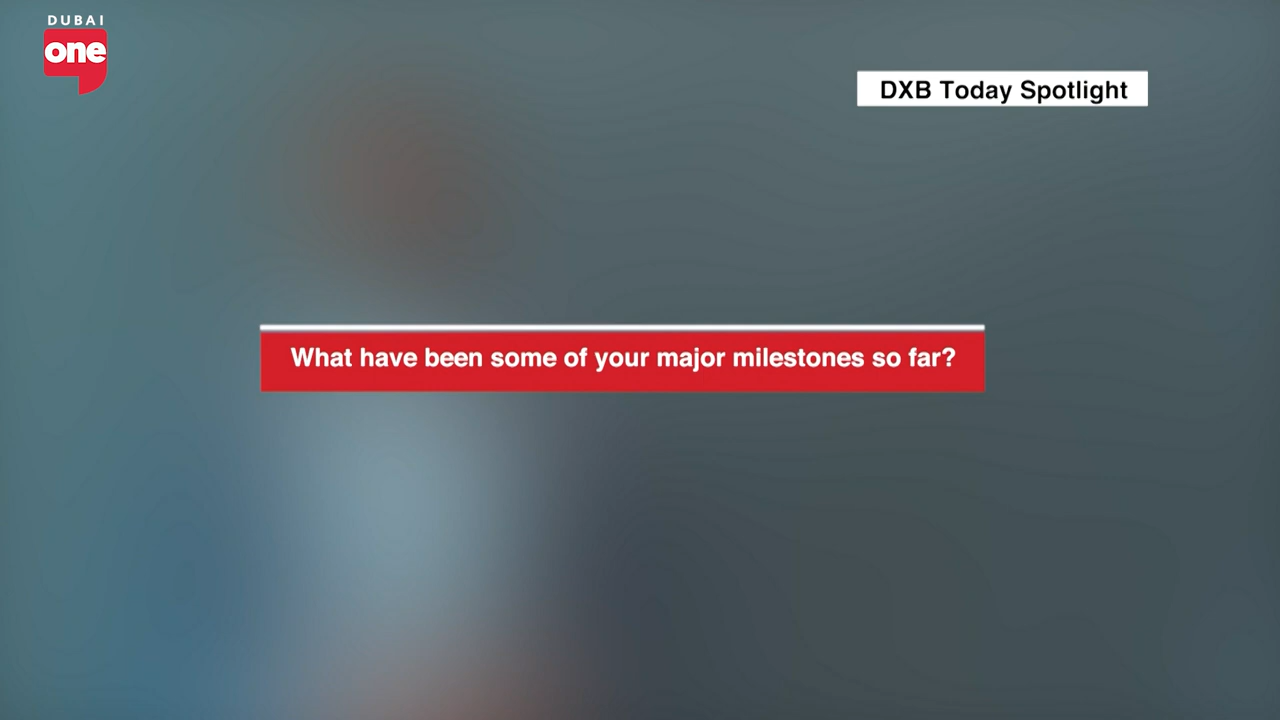 DUBAI
one
DXB Today Spotlight
What have been some of your major milestones so far?